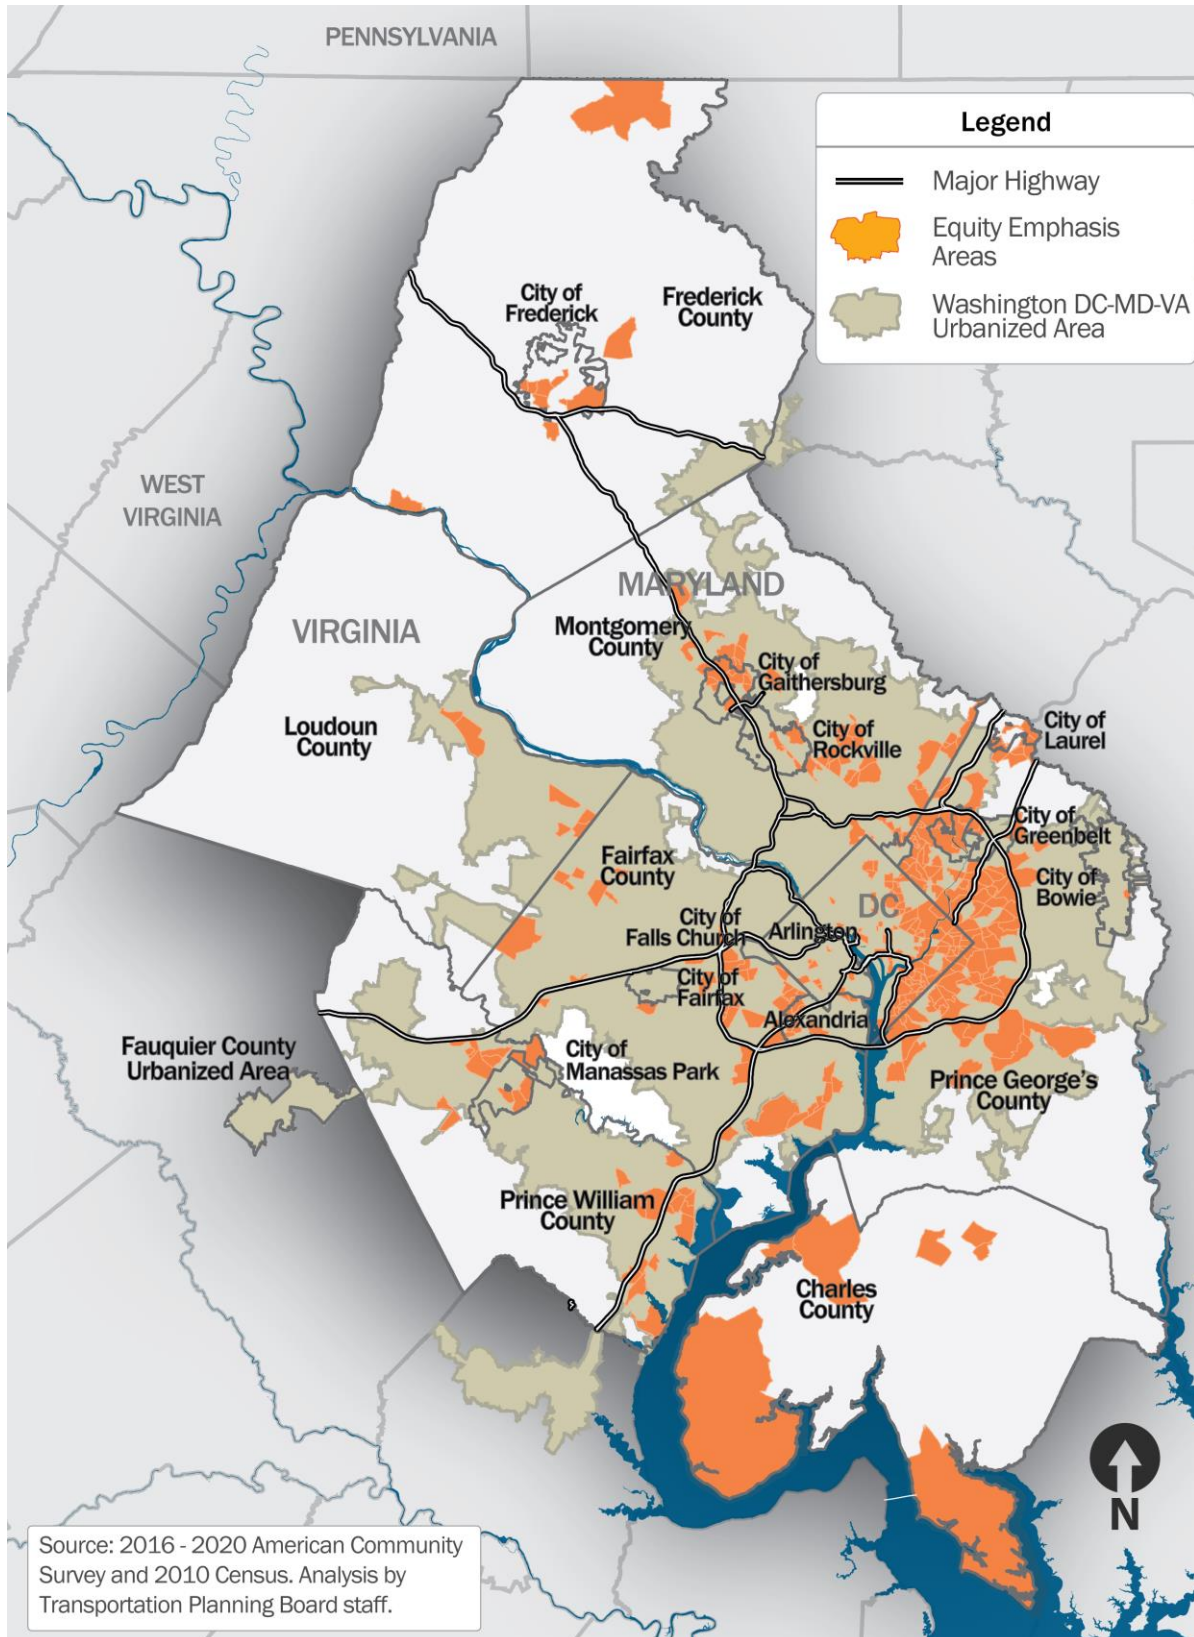 PENNSYLVANIA
Legend
Major Highway
Equity Emphasis
Areas
Washington DC-MD-VA
Urbanized Area
City of
Frederick
Frederick
County
WEST
VIRGINIA
MARYLAND
VIRGINIA
Montgomery
County
City of
Gaithersburg
Loudoun
County
City of
Rockville
City of
Laurel
City of
Greenbelt
Fairfax
County
City of
Bowie
DC
City of
Falls Church
Arlington
City of
Fairfax
Alexandria
Fauquier County
Urbanized Area
City of
Manassas Park
Prince George's
County
Prince William
County
Charles
County
N
Source: 2016 - 2020 American Community
Survey and 2010 Census. Analysis by
Transportation Planning Board staff.